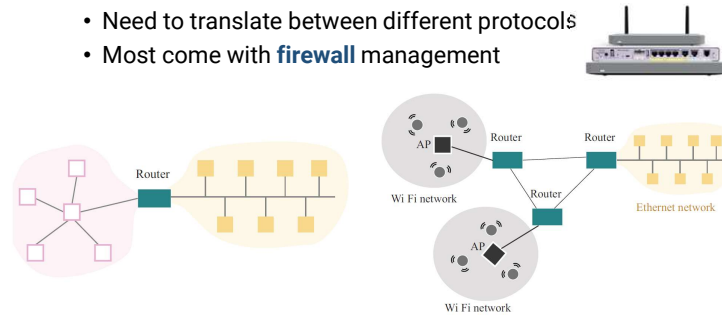 • Need to translate between different protocols
• Most come with firewall management
Router
AP
Wi Fi network
Router
Router
Router
Ethernet network
AP
Wi Fi network